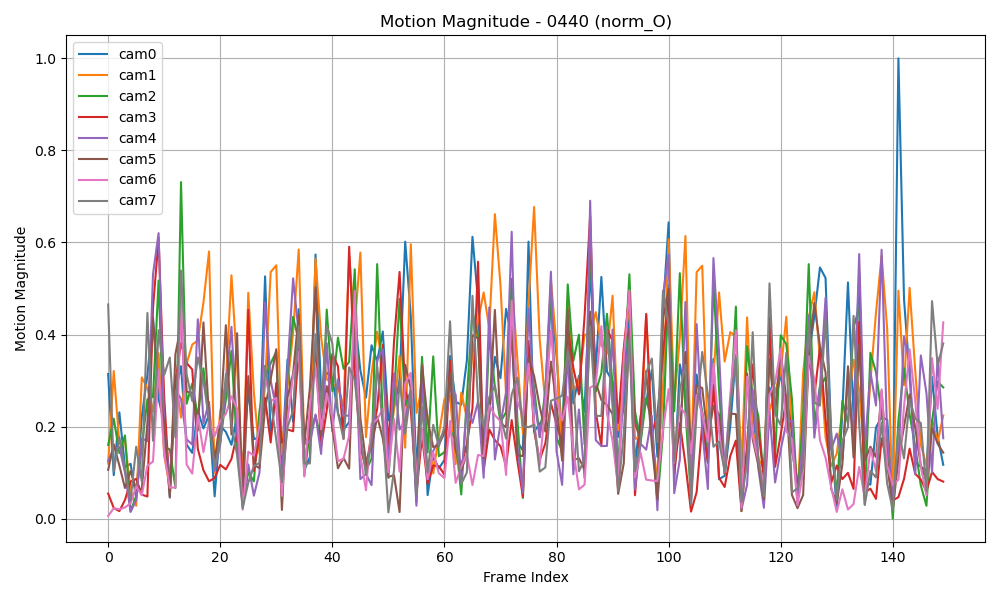 Motion Magnitude - 0440 (norm_O)
cam0
cam1
cam2
cam3
cam4
cam5
cam6
cam7
Motion Magnitude
1.0
0.8
0.6
0.4
0.2
0.0
0 20 40 60 80 100 120 140
Frame Index